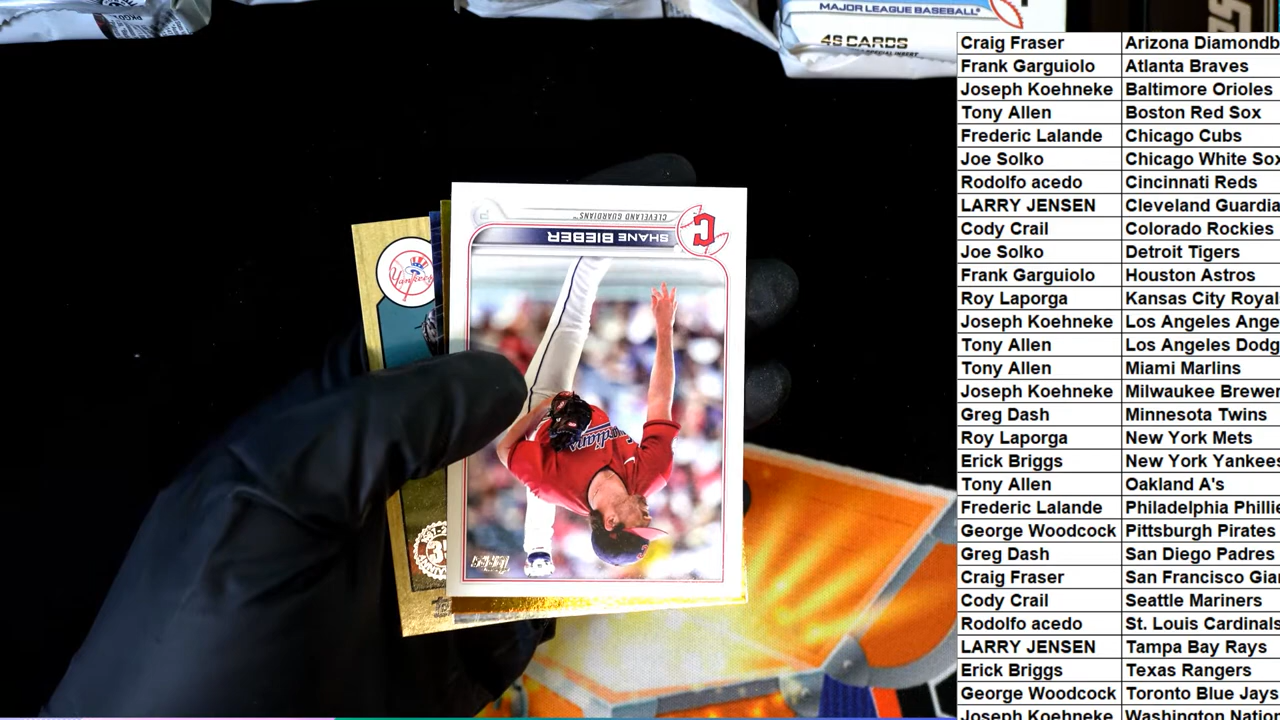 MAJOR LEAGUE BASEBALL
48 CARDS
CLEVELAND GUARDIANS
SHANE BIEBER
Yankees
Craig Fraser Arizona Diamondb
Frank Garguiolo Atlanta Braves
Joseph Koehneke Baltimore Orioles
Tony Allen Boston Red Sox
Frederic Lalande Chicago Cubs
Joe Solko Chicago White Sox
Rodolfo acedo Cincinnati Reds
LARRY JENSEN Cleveland Guardia
Cody Crail Colorado Rockies
Joe Solko Detroit Tigers
Frank Garguiolo Houston Astros
Roy Laporga Kansas City Royal
Joseph Koehneke Los Angeles Ange
Tony Allen Los Angeles Dodg
Tony Allen Miami Marlins
Joseph Koehneke Milwaukee Brewer
Greg Dash Minnesota Twins
Roy Laporga New York Mets
Erick Briggs New York Yankees
Tony Allen Oakland A's
Frederic Lalande Philadelphia Phillie
George Woodcock Pittsburgh Pirates
Greg Dash San Diego Padres
Craig Fraser San Francisco Gia
Cody Crail Seattle Mariners
Rodolfo acedo St. Louis Cardinals
LARRY JENSEN Tampa Bay Rays
Erick Briggs Texas Rangers
George Woodcock Toronto Blue Jays
Joseph Koehneke Washington Nation